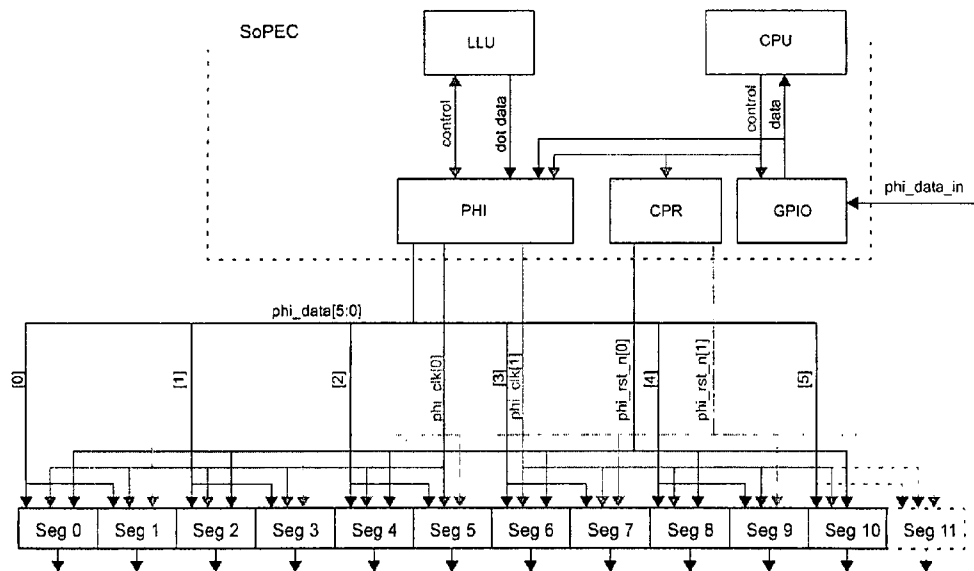 SoPEC
LLU
CPU
control
dot data
control
data
PHI
CPR
GPIO
phi_data_in
phi_data[5:0]
[0]
[1]
[2]
phi_clk[0]
[3]
phi_clk[1]
phi_rst_n[0]
[4]
phi_rst_n[1]
[5]
Seg 0
Seg 1
Seg 2
Seg 3
Seg 4
Seg 5
Seg 6
Seg 7
Seg 8
Seg 9
Seg 10
Seg 11